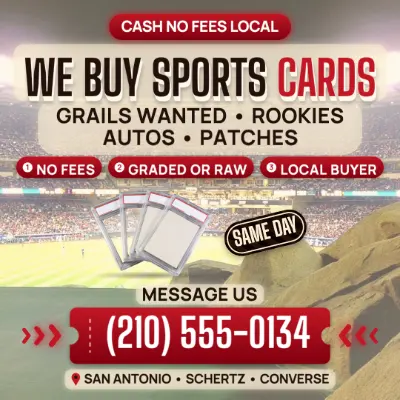 CASH NO FEES LOCAL
WE BUY SPORTS CARDS
GRAILS WANTED • ROOKIES
AUTOS • PATCHES
1 NO FEES 2 GRADED OR RAW 3 LOCAL BUYER
SAME DAY
MESSAGE US
(210) 555-0134
SAN ANTONIO • SCHERTZ • CONVERSE